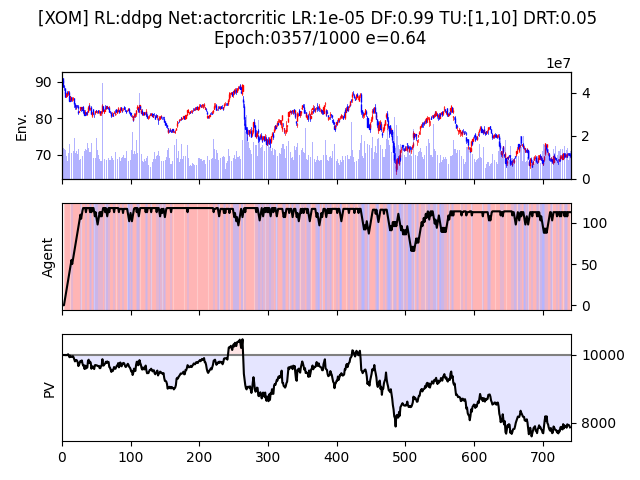 [XOM] RL:ddpg Net:actorcritic LR:1e-05 DF:0.99 TU:[1,10] DRT:0.05
Epoch:0357/1000 e=0.64
1e7
90
80
70
Env.
4
2
0
Agent
100
50
0
PV
10000
8000
0 100 200 300 400 500 600 700